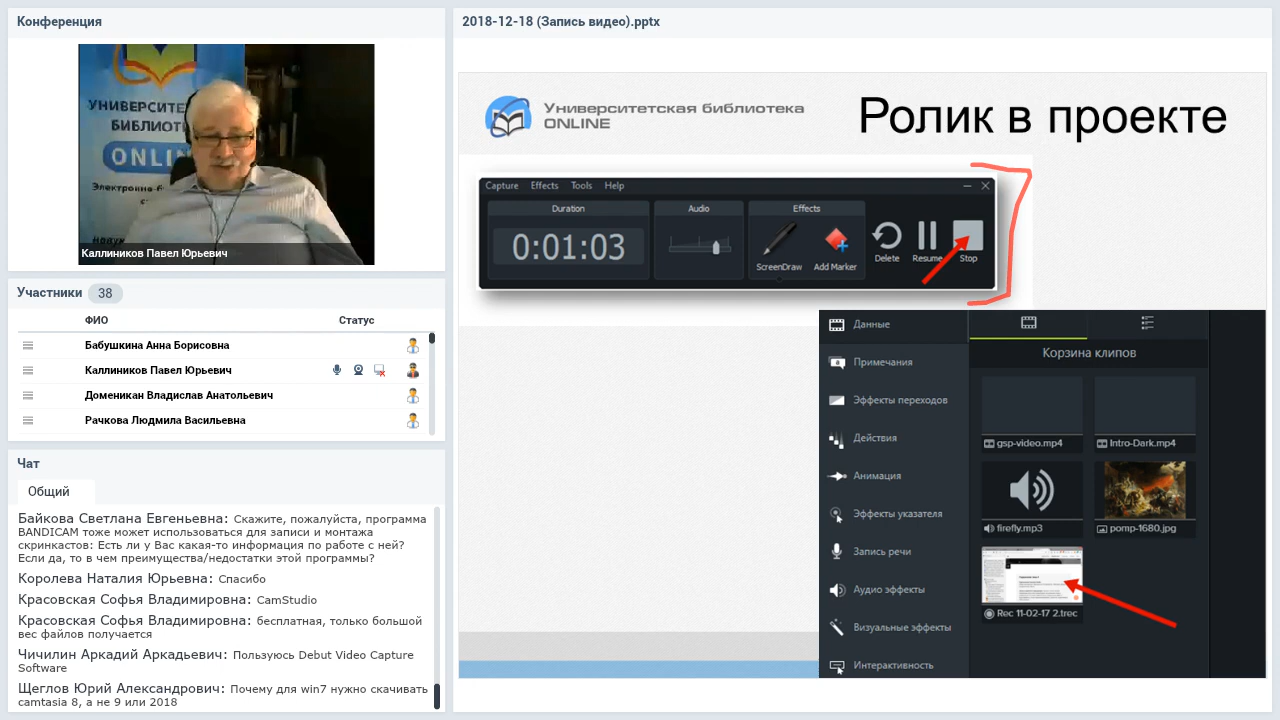 Конференция
УНИВЕРСИТЕ
БИБЛИОТ
ONLIN
Электронно-б
Каллиников Павел Юрьевич
Участники 38
ФИО Статус
Бабушкина Анна Борисовна
Каллиников Павел Юрьевич
Доменикан Владислав Анатольевич
Рачкова Людмила Васильевна
Чат
Общий
Байкова Светлана Евгеньевна: Скажите, пожалуйста, программа
BANDICAM тоже может использоваться для записи и монтажа
скринкастов: Есть ли у Вас какая-то информация по работе с ней?
Если да, то в чем преимущества/недостатки этой программы?
Королева Наталия Юрьевна: Спасибо
Красовская Софья Владимировна: CamStudio
Красовская Софья Владимировна: бесплатная, только большой
вес файлов получается
Чичилин Аркадий Аркадьевич: Пользуюсь Debut Video Capture
Software
Щеглов Юрий Александрович: Почему для win7 нужно скачивать
camtasia 8, а не 9 или 2018
2018-12-18 (Запись видео).pptx
Университетская библиотека
ONLINE
Ролик в проекте
Capture Effects Tools Help
Duration Audio Effects
0:01:03
ScreenDraw Add Marker Delete Resume Stop
Данные
Примечания
Эффекты переходов
Действия
Анимация
Эффекты указателя
Запись речи
Аудио эффекты
Визуальные эффекты
Интерактивность
Корзина клипов
gsp-video.mp4 Intro-Dark.mp4
firefly.mp3 pomp-1680.jpg
Rec 11-02-17 2.trec